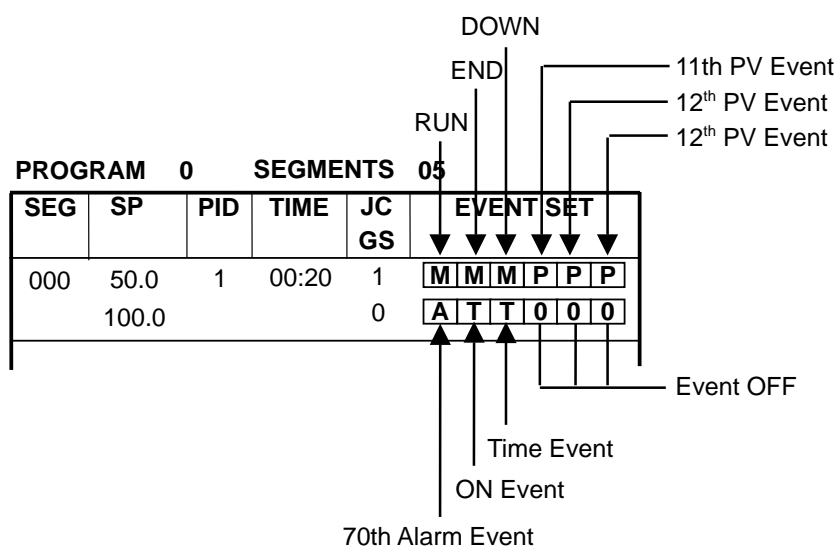 DOWN
END
RUN
11th PV Event
12th PV Event
12th PV Event
PROGRAM 0 SEGMENTS 05
SEG SP PID TIME JC EVENT SET
GS
000 50.0 1 00:20 1 M M M P P P
100.0 0 A T T 0 0 0
Event OFF
Time Event
ON Event
70th Alarm Event